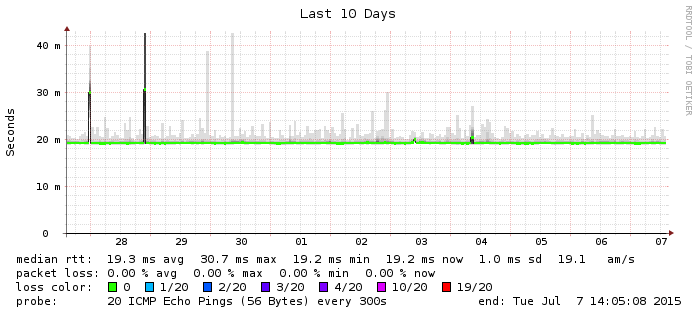 Last 10 Days
RRDTOOL / TOBI OETIKER
Seconds
40 m
30 m
20 m
10 m
0
28 29 30 01 02 03 04 05 06 07
median rtt: 19.3 ms avg 30.7 ms max 19.2 ms min 19.2 ms now 1.0 ms sd 19.1 am/s
packet loss: 0.00 % avg 0.00 % max 0.00 % min 0.00 % now
loss color: 0 1/20 2/20 3/20 4/20 10/20 19/20
probe: 20 ICMP Echo Pings (56 Bytes) every 300s end: Tue Jul 7 14:05:08 2015